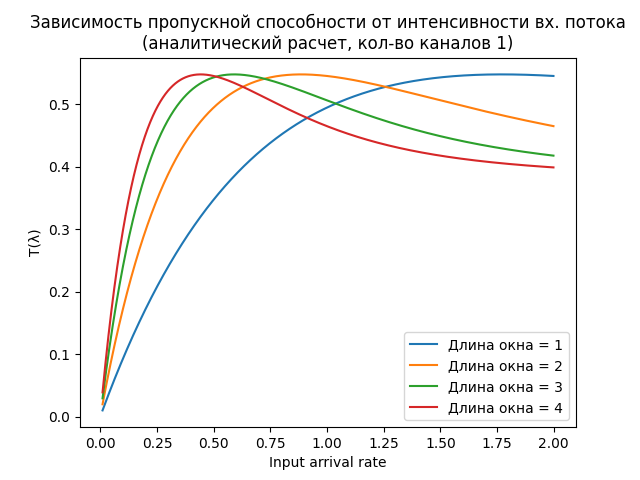 Зависимость пропускной способности от интенсивности вх. потока
(аналитический расчет, кол-во каналов 1)
T(λ)
0.5
0.4
0.3
0.2
0.1
0.0
Длина окна = 1
Длина окна = 2
Длина окна = 3
Длина окна = 4
0.00 0.25 0.50 0.75 1.00 1.25 1.50 1.75 2.00
Input arrival rate